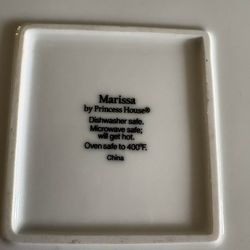 Marissa
by Princess House®
Dishwasher safe.
Microwave safe;
will get hot.
Oven safe to 400°F.
China